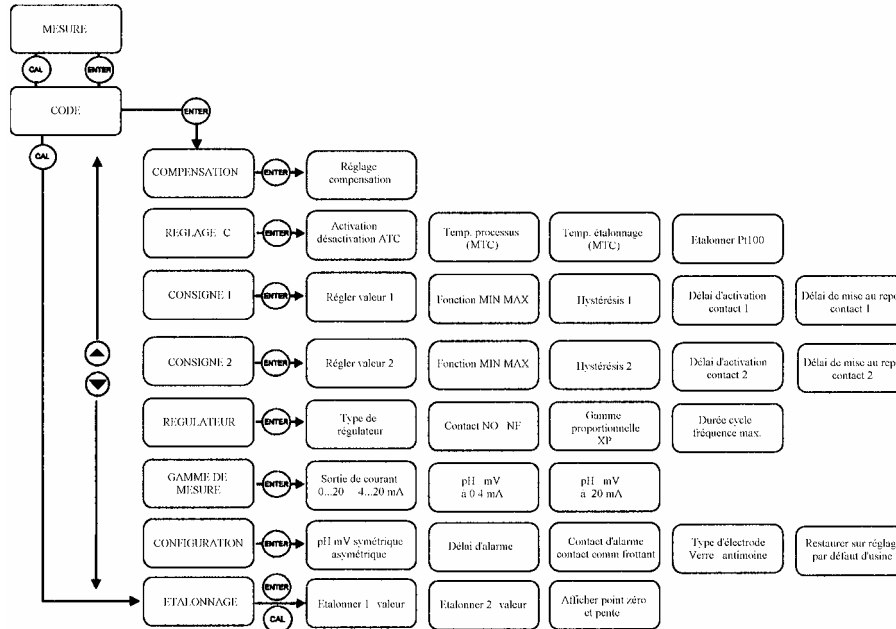 MESURE
CAL
ENTER
CODE
ENTER
CAL
COMPENSATION
ENTER
Réglage
compensation
REGLAGE C
ENTER
Activation
désactivation ATC
Temp. processus
(MTC)
Temp. étalonnage
(MTC)
Etalonner Pt100
CONSIGNE 1
ENTER
Régler valeur 1
Fonction MIN MAX
Hystérésis 1
Délai d'activation
contact 1
Délai de mise au repo
contact 1
CONSIGNE 2
ENTER
Régler valeur 2
Fonction MIN MAX
Hystérésis 2
Délai d'activation
contact 2
Délai de mise au repo
contact 2
REGULATEUR
ENTER
Type de
régulateur
Contact NO NF
Gamme
proportionnelle
XP
Durée cycle
fréquence max.
GAMME DE
MESURE
ENTER
Sortie de courant
0...20 4...20 mA
pH mV
à 0 4 mA
pH mV
à 20 mA
CONFIGURATION
ENTER
pH mV symétrique
asymétrique
Délai d'alarme
Contact d'alarme
contact comm frottant
Type d'électrode
Verre antimoine
Restaurer sur réglag
par défaut d'usine
ETALONNAGE
ENTER
CAL
Etalonner 1 valeur
Etalonner 2 valeur
Afficher point zéro
et pente